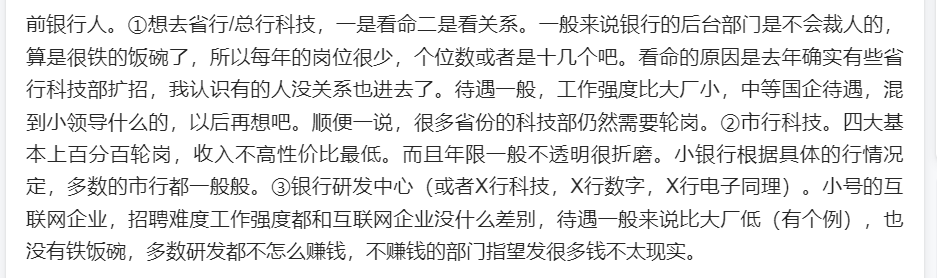 前银行人。①想去省行/总行科技，一是看命二是看关系。一般来说银行的后台部门是不会裁人的，
算是很铁的饭碗了，所以每年的岗位很少，个位数或者是十几个吧。看命的原因是去年确实有些省
行科技部扩招，我认识有的人没关系也进去了。待遇一般，工作强度比大厂小，中等国企待遇，混
到小领导什么的，以后再想吧。顺便一说，很多省份的科技部仍然需要轮岗。②市行科技。四大基
本上百分百轮岗，收入不高性价比最低。而且年限一般不透明很折磨。小银行根据具体的行情况
定，多数的市行都一般般。③银行研发中心（或者X行科技，X行数字，X行电子同理）。小号的互
联网企业，招聘难度工作强度都和互联网企业没什么差别，待遇一般来说比大厂低（有个例），也
没有铁饭碗，多数研发都不怎么赚钱，不赚钱的部门指望发很多钱不太现实。